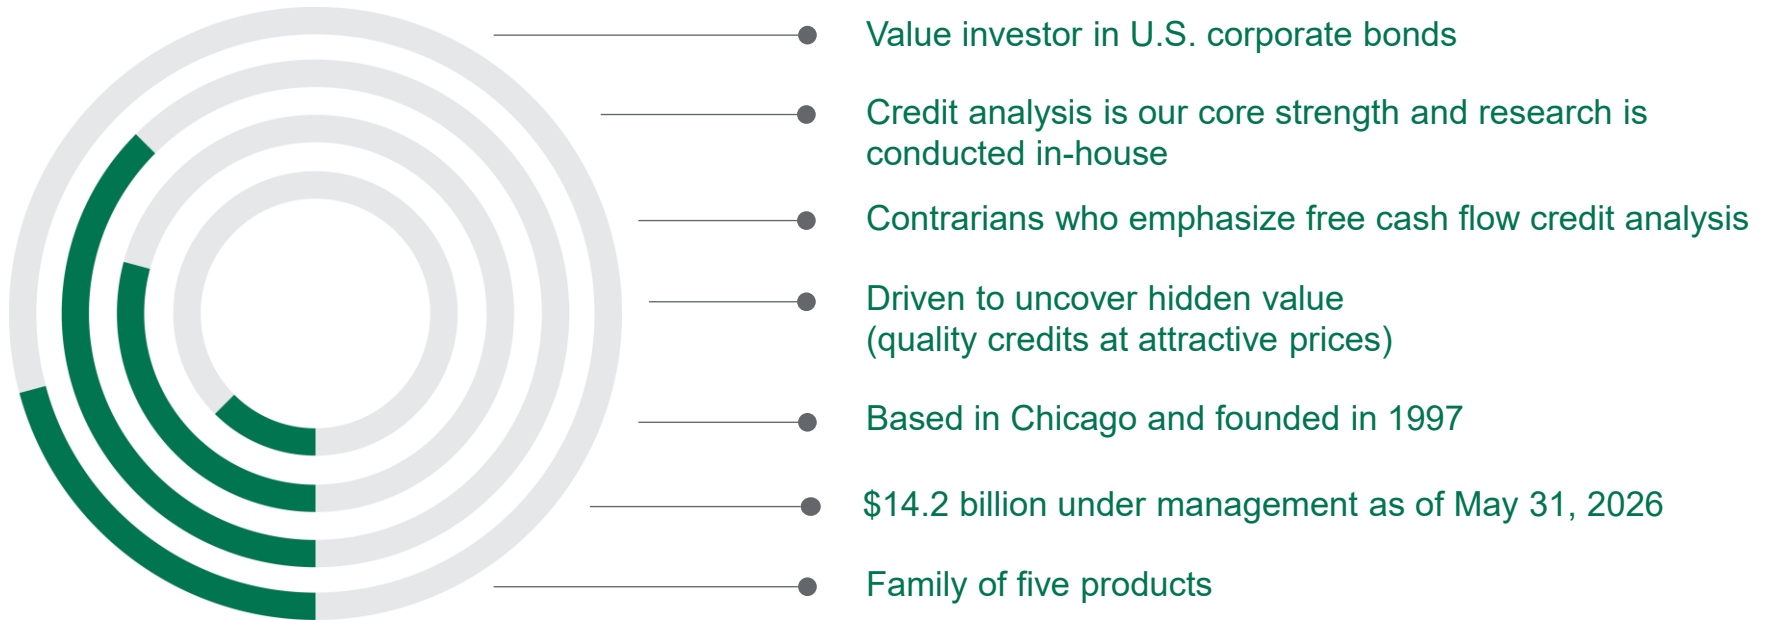 Value investor in U.S. corporate bonds
Credit analysis is our core strength and research is
conducted in-house
Contrarians who emphasize free cash flow credit analysis
Driven to uncover hidden value
(quality credits at attractive prices)
Based in Chicago and founded in 1997
$14.2 billion under management as of May 31, 2026
Family of five products